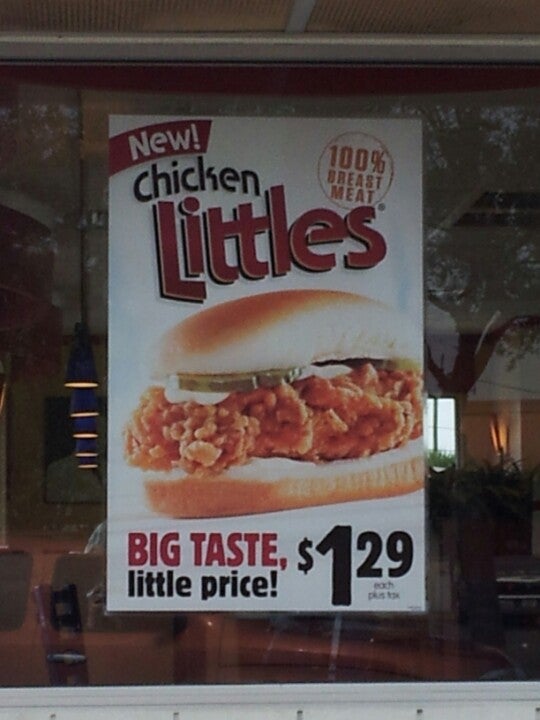 New!
Chicken
Littles®
100%
BREAST
MEAT
BIG TASTE,
little price!
$1 29
each
plus tax